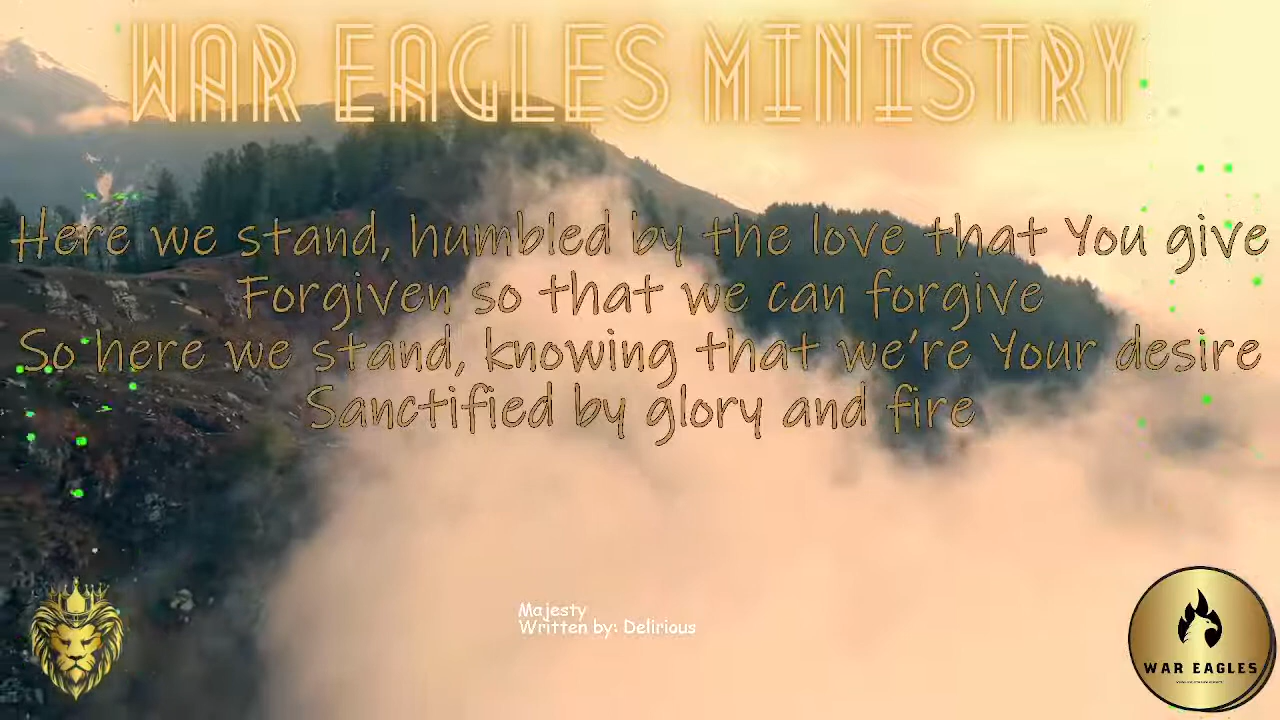 WAR EAGLES MINISTRY
Here we stand, humbled by the love that You give
Forgiven so that we can forgive
So here we stand, knowing that we're Your desire
Sanctified by glory and fire
Majesty
Written by: Delirious
WAR EAGLES